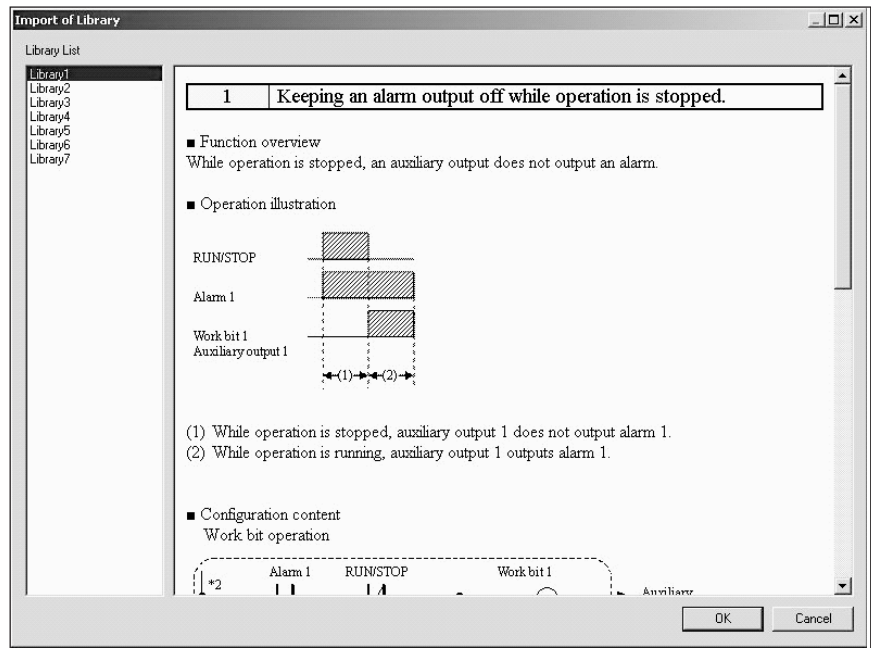 Import of Library
Library List
Library1
Library2
Library3
Library4
Library5
Library6
Library7
1 Keeping an alarm output off while operation is stopped.
■ Function overview
While operation is stopped, an auxiliary output does not output an alarm.
■ Operation illustration
RUN/STOP
Alarm 1
Work bit 1
Auxiliary output 1
(1) (2)
(1) While operation is stopped, auxiliary output 1 does not output alarm 1.
(2) While operation is running, auxiliary output 1 outputs alarm 1.
■ Configuration content
Work bit operation
Alarm 1 RUN/STOP Work bit 1
*2
Auxiliary
OK Cancel